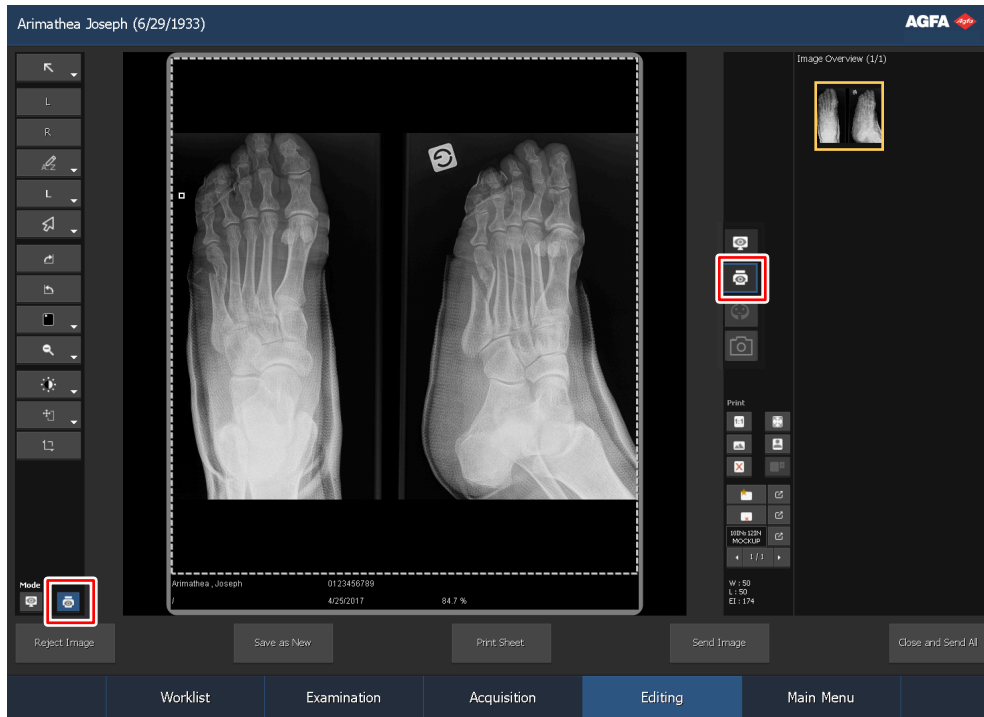 Arimathea Joseph (6/29/1933)
AGFA
Image Overview (1/1)
L
R
A-Z
L
Print
1:1
10INx12IN
MOCKUP
1/1
W : 50
L : 50
EI : 174
Mode
Arimathea , Joseph 0123456789
/ 4/25/2017 84.7 %
Reject Image Save as New Print Sheet Send Image Close and Send All
Worklist Examination Acquisition Editing Main Menu